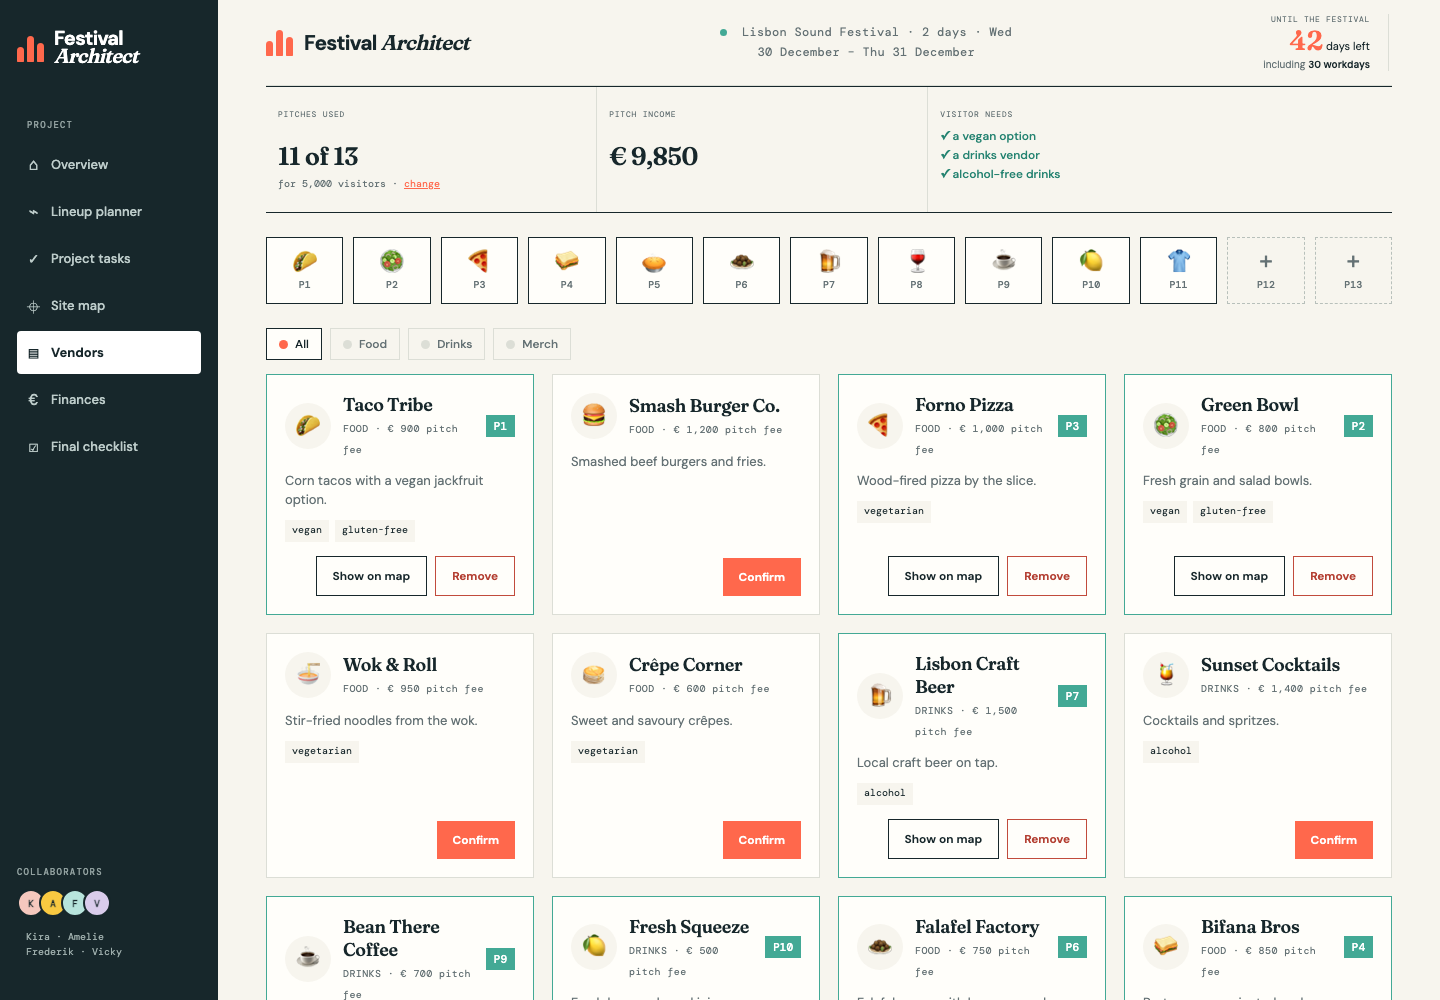 Festival
Architect
PROJECT
Overview
Lineup planner
Project tasks
Site map
Vendors
Finances
Final checklist
COLLABORATORS
K A F V
Kira · Amelie
Frederik · Vicky
Festival Architect
Lisbon Sound Festival · 2 days · Wed
30 December – Thu 31 December
UNTIL THE FESTIVAL
42 days left
including 30 workdays
PITCHES USED
11 of 13
for 5,000 visitors · change
PITCH INCOME
€ 9,850
VISITOR NEEDS
✓ a vegan option
✓ a drinks vendor
✓ alcohol-free drinks
P1 P2 P3 P4 P5 P6 P7 P8 P9 P10 P11 + P12 + P13
All Food Drinks Merch
Taco Tribe
FOOD · € 900 pitch
fee
P1
Corn tacos with a vegan jackfruit
option.
vegan gluten-free
Show on map Remove
Smash Burger Co.
FOOD · € 1,200 pitch fee
Smashed beef burgers and fries.
Confirm
Forno Pizza
FOOD · € 1,000 pitch
fee
P3
Wood-fired pizza by the slice.
vegetarian
Show on map Remove
Green Bowl
FOOD · € 800 pitch
fee
P2
Fresh grain and salad bowls.
vegan gluten-free
Show on map Remove
Wok & Roll
FOOD · € 950 pitch fee
Stir-fried noodles from the wok.
vegetarian
Confirm
Crêpe Corner
FOOD · € 600 pitch fee
Sweet and savoury crêpes.
vegetarian
Confirm
Lisbon Craft
Beer
DRINKS · € 1,500
pitch fee
P7
Local craft beer on tap.
alcohol
Show on map Remove
Sunset Cocktails
DRINKS · € 1,400 pitch fee
Cocktails and spritzes.
alcohol
Confirm
Bean There
Coffee
DRINKS · € 700 pitch
fee
P9
Fresh Squeeze
DRINKS · € 500
pitch fee
P10
Falafel Factory
FOOD · € 750 pitch
fee
P6
Bifana Bros
FOOD · € 850 pitch
fee
P4